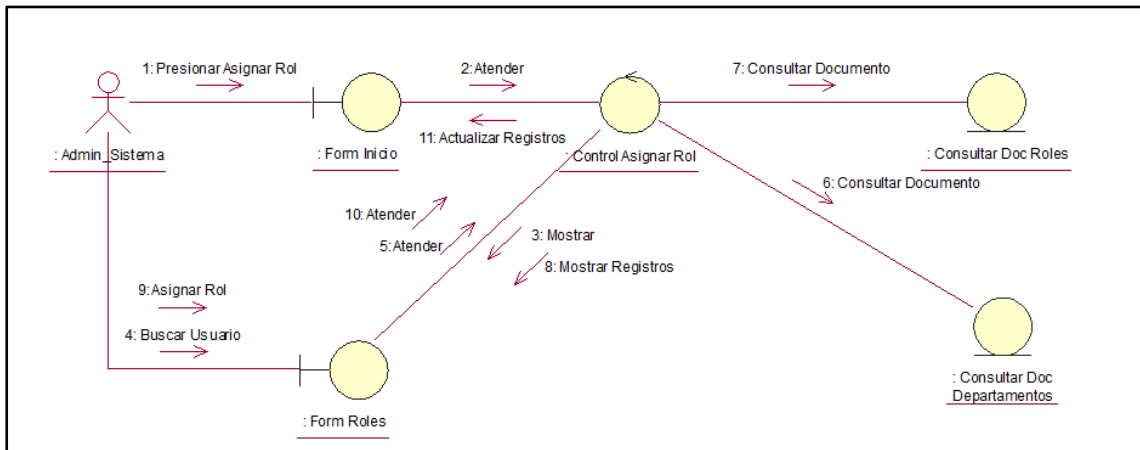 1: Presionar Asignar Rol
2: Atender
7: Consultar Documento
11: Actualizar Registros
: Admin_Sistema
: Form Inicio
: Control Asignar Rol
: Consultar Doc Roles
6: Consultar Documento
10: Atender
5: Atender
3: Mostrar
8: Mostrar Registros
9: Asignar Rol
4: Buscar Usuario
: Form Roles
: Consultar Doc
Departamentos